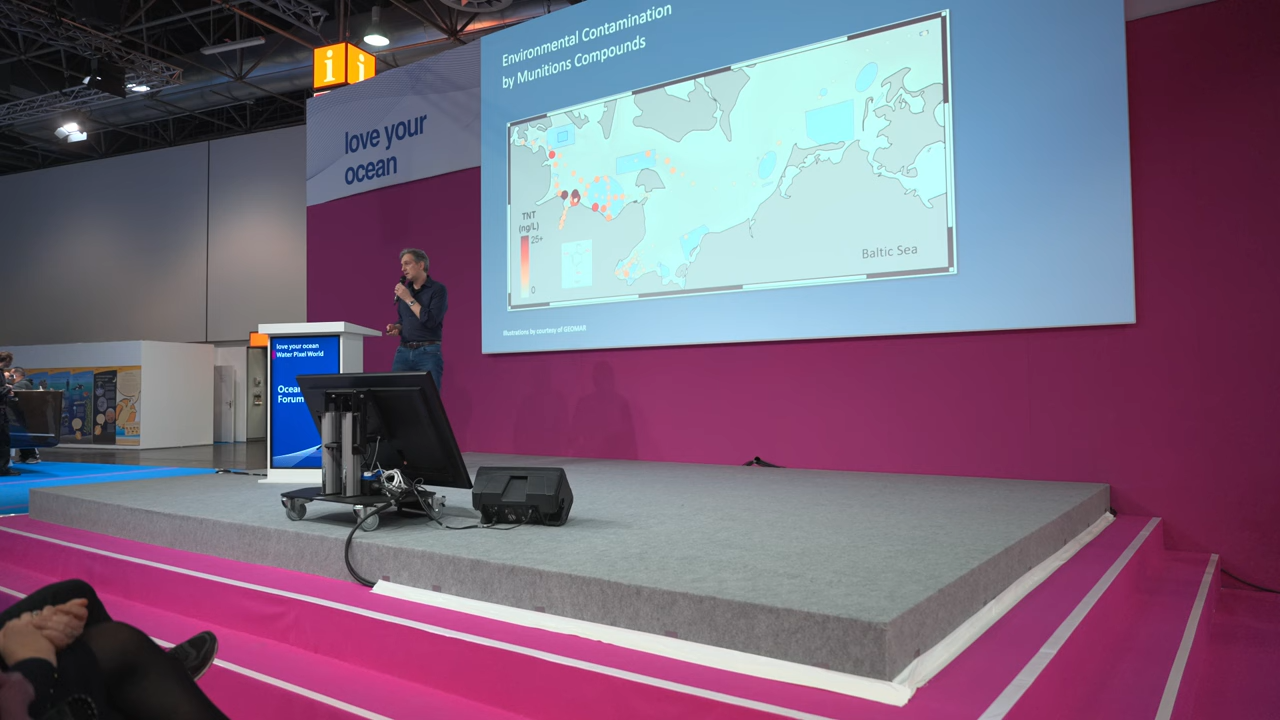 Environmental Contamination
by Munitions Compounds
i i
love your
ocean
TNT
(ng/L)
25+
0
Baltic Sea
Illustrations by courtesy of GEOMAR
love your ocean
Water Pixel World
Forum